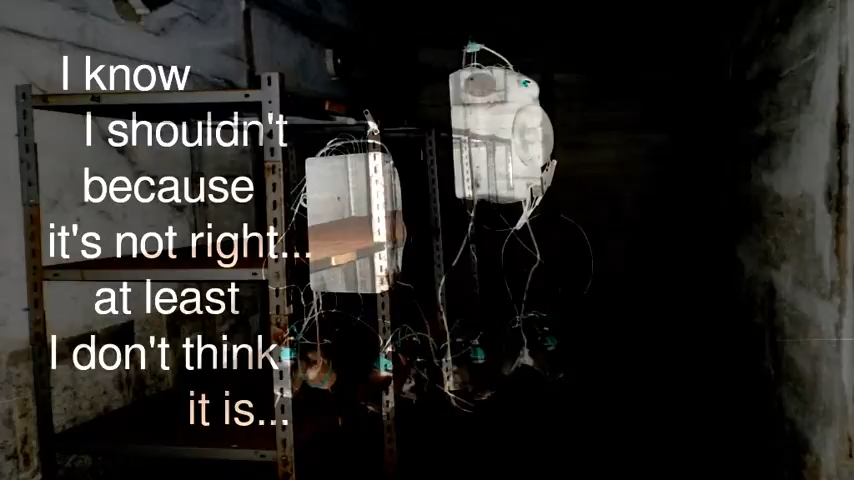 I know
I shouldn't
because
it's not right...
at least
I don't think
it is...